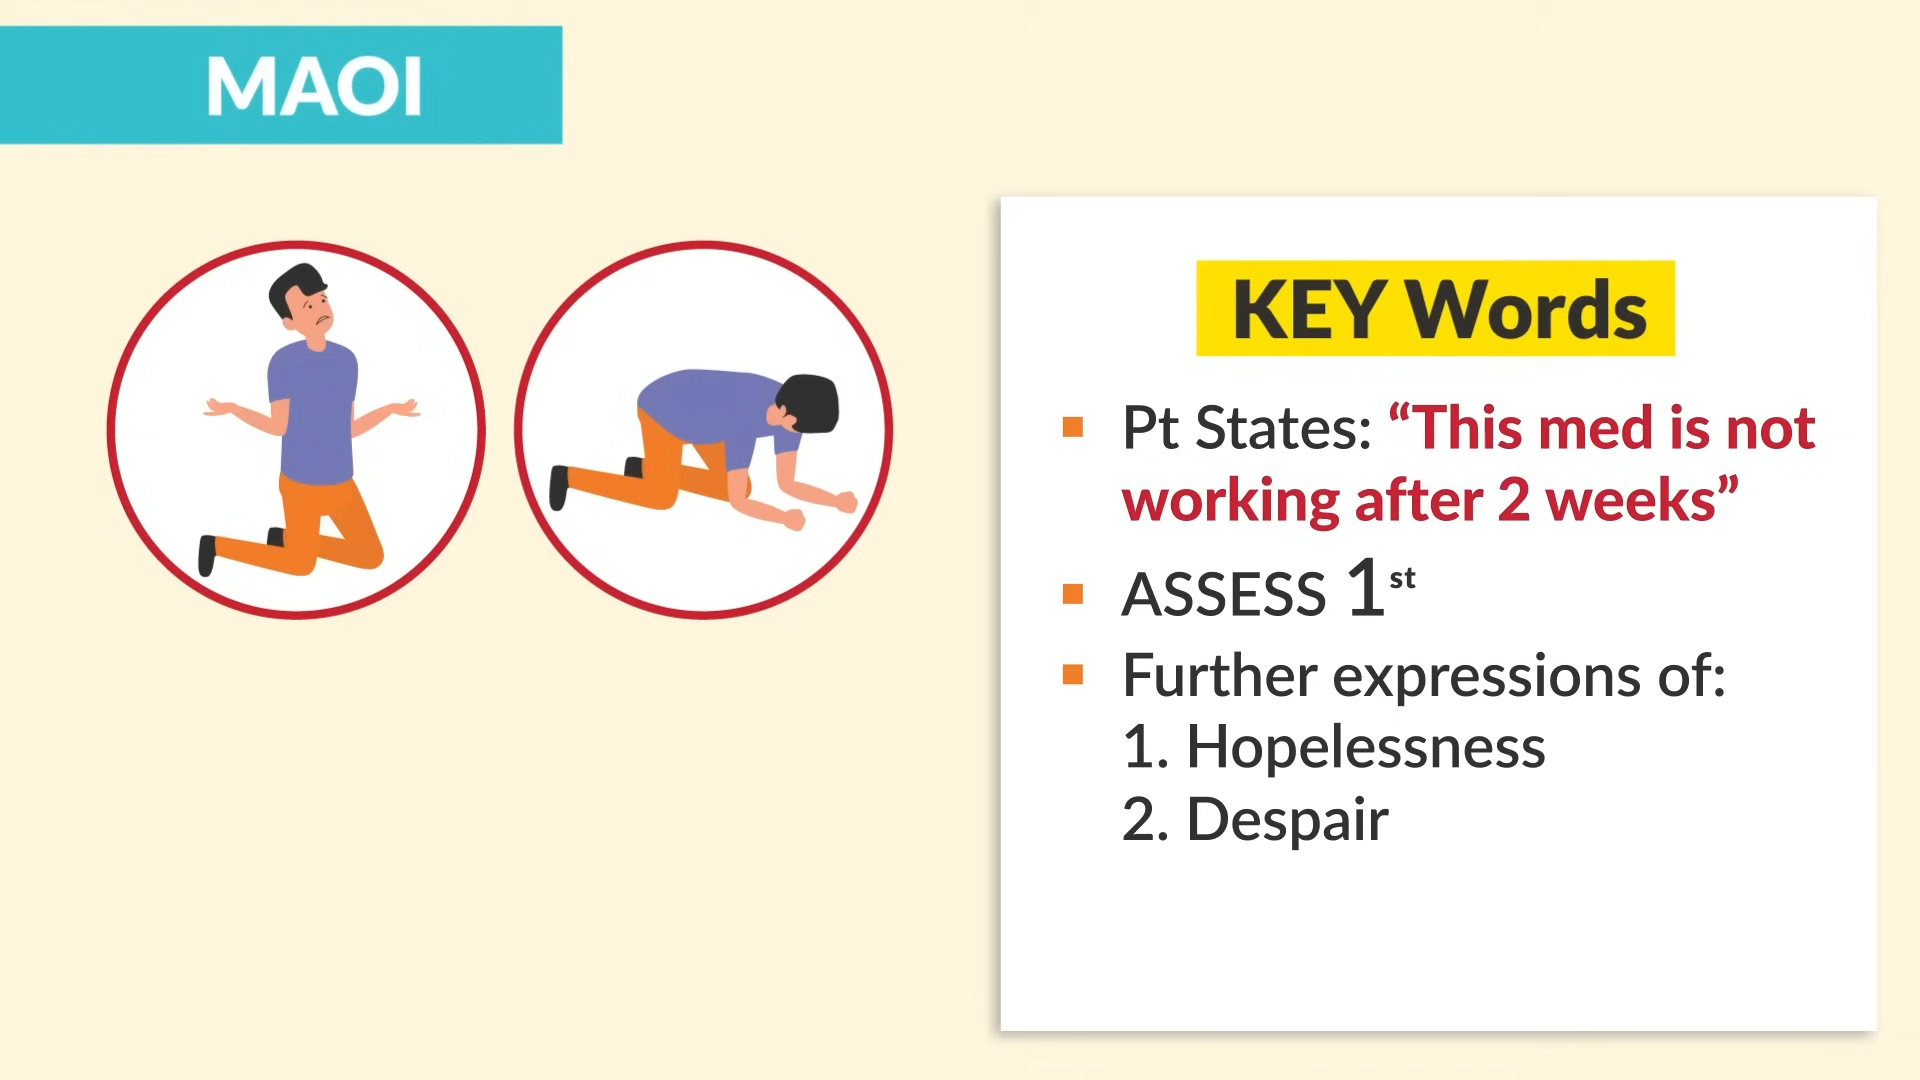 MAOI
KEY Words
▪ Pt States: “This med is not
working after 2 weeks”
▪ ASSESS 1st
▪ Further expressions of:
1. Hopelessness
2. Despair